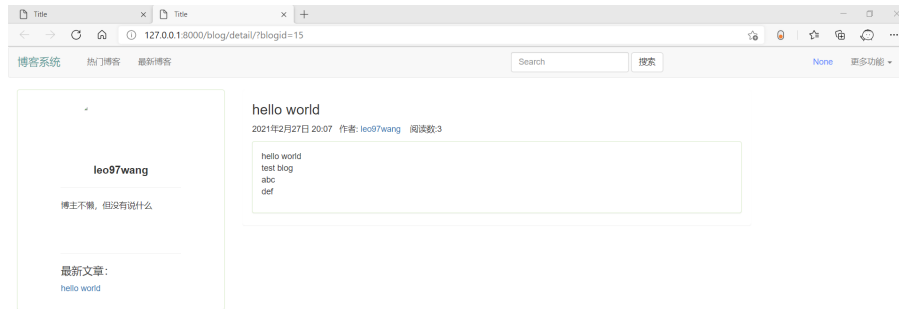 Title
Title
127.0.0.1:8000/blog/detail/?blogid=15
博客系统 热门博客 最新博客 Search 搜索 None 更多功能
leo97wang
博主不懒，但没有说什么
最新文章：
hello world
hello world
2021年2月27日 20:07 作者: leo97wang 阅读数:3
hello world
test blog
abc
def